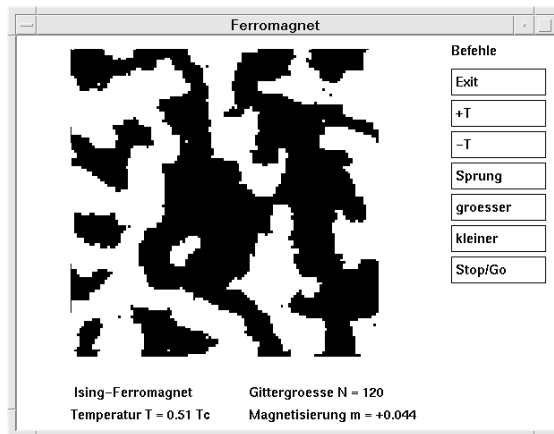 Ferromagnet
Befehle
Exit
+T
−T
Sprung
groesser
kleiner
Stop/Go
Ising−Ferromagnet
Gittergroesse N = 120
Temperatur T = 0.51 Tc
Magnetisierung m = +0.044